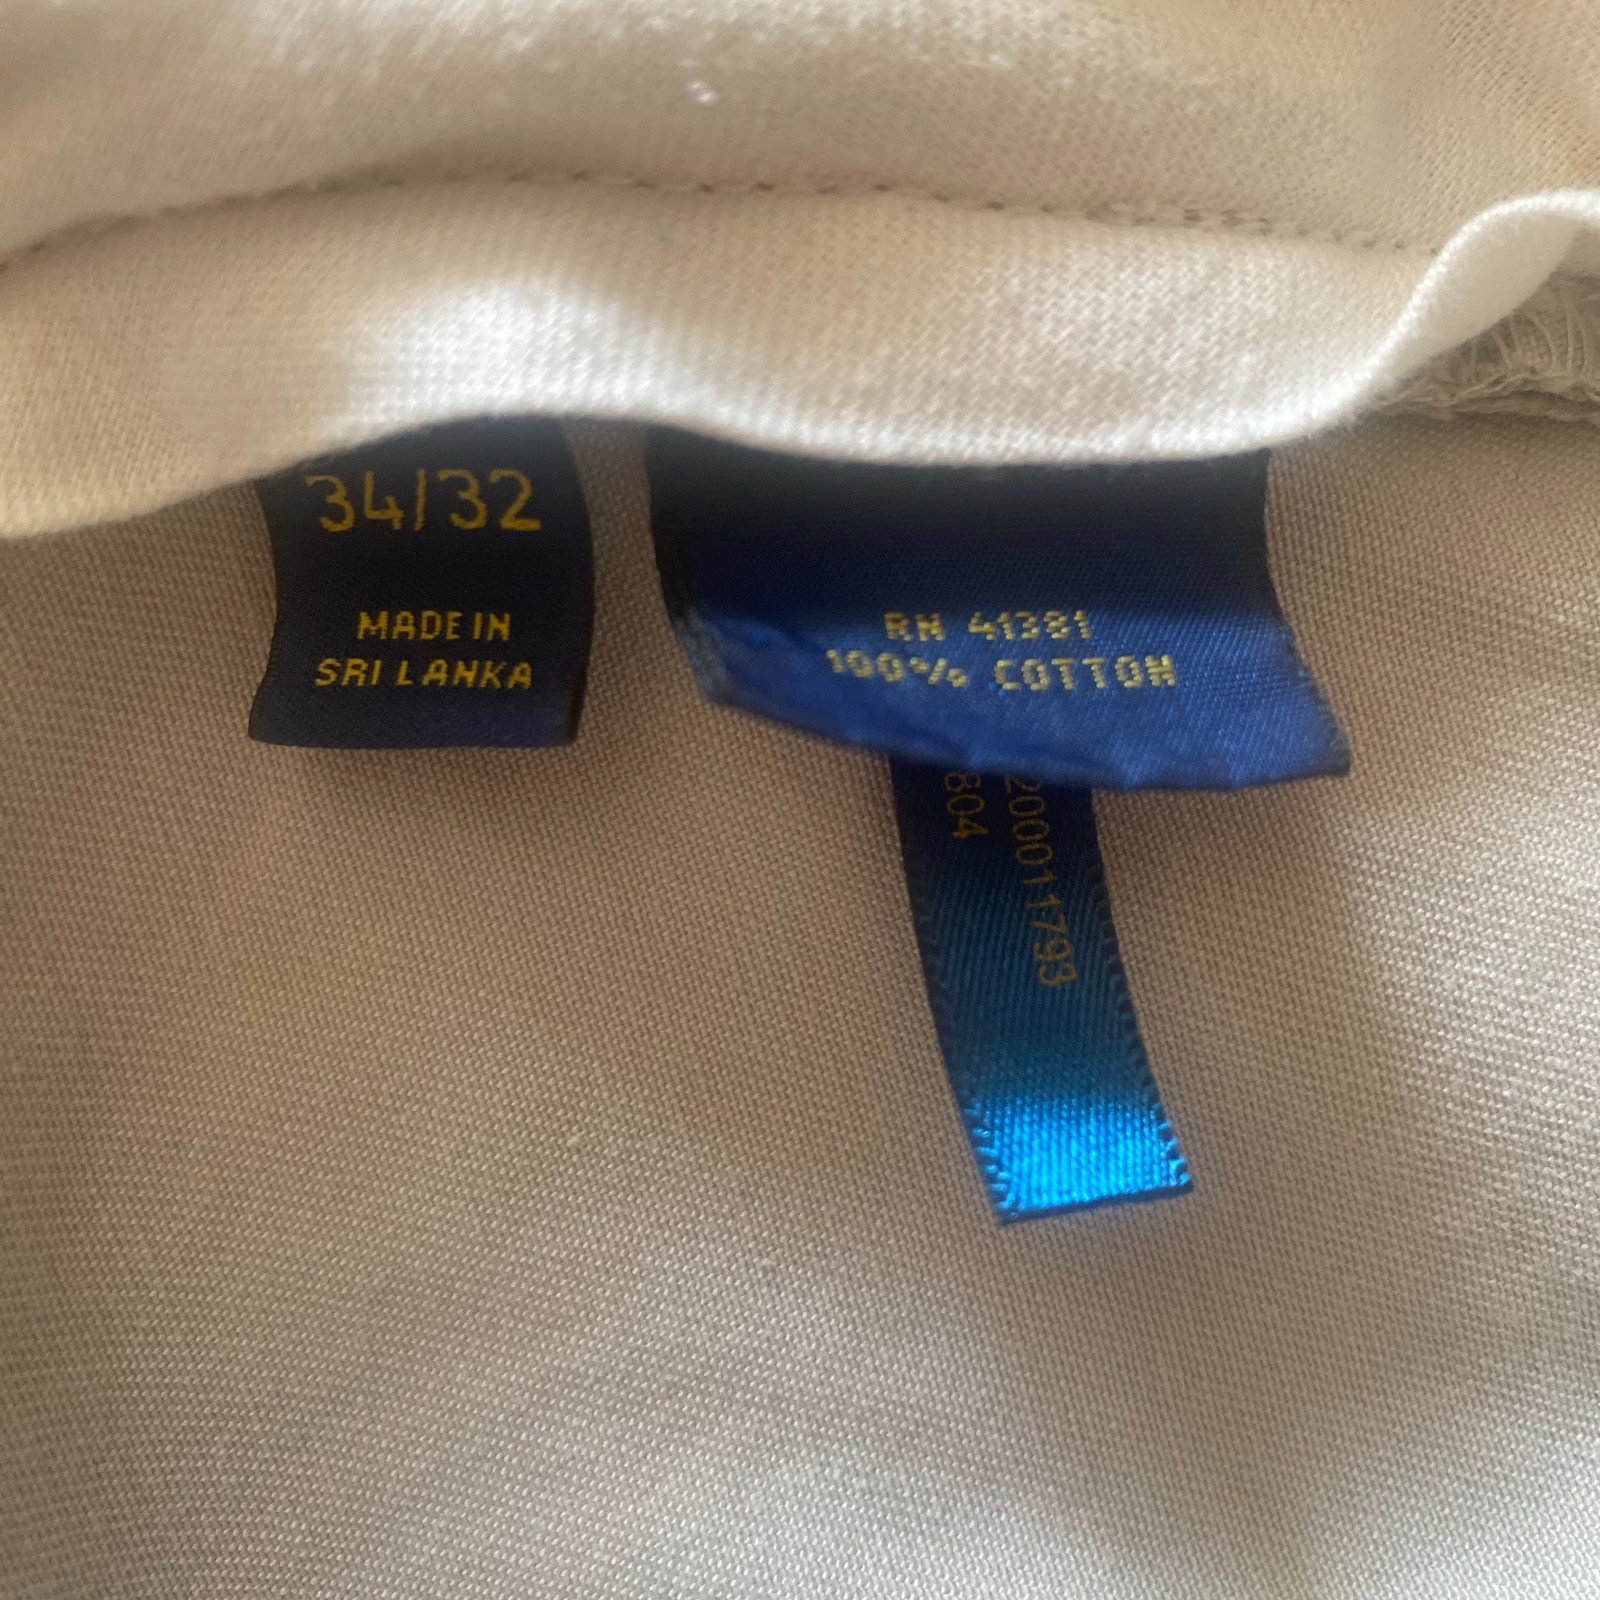 34/32
MADE IN
SRI LANKA
RN 41381
100% COTTON
200011793
804